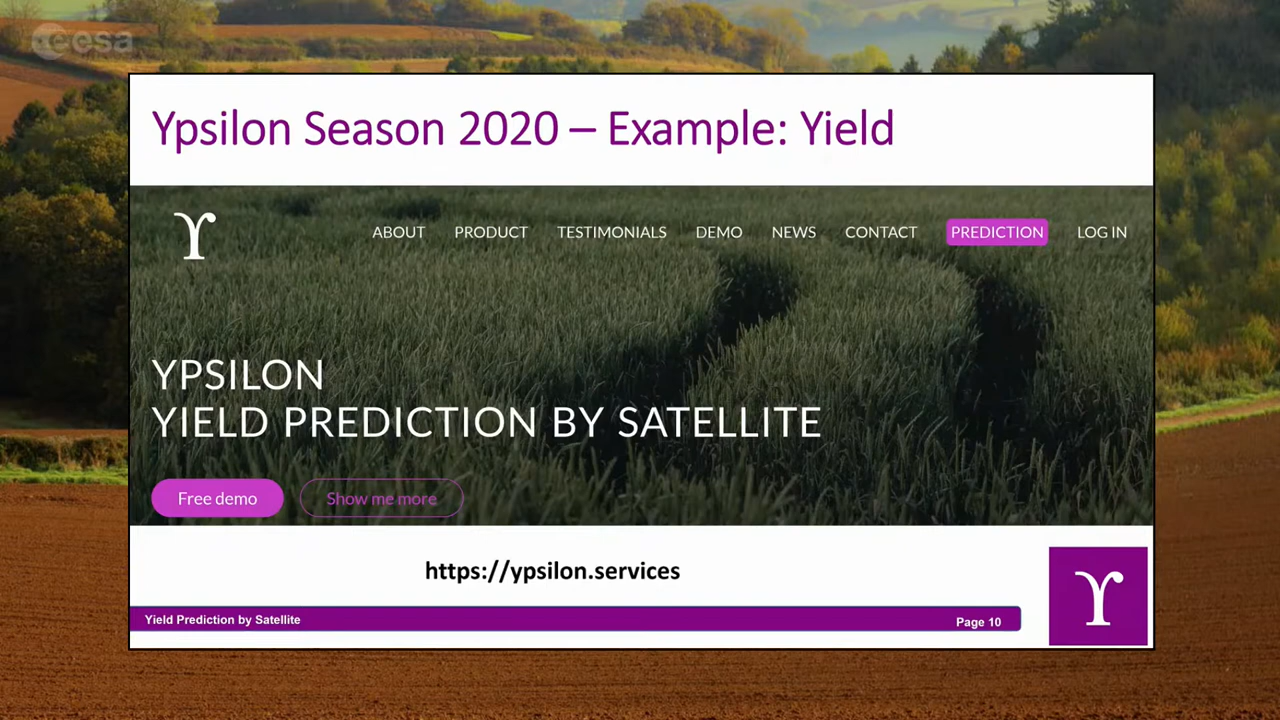 esa
Ypsilon Season 2020 – Example: Yield
ABOUT PRODUCT TESTIMONIALS DEMO NEWS CONTACT PREDICTION LOG IN
YPSILON
YIELD PREDICTION BY SATELLITE
Free demo Show me more
https://ypsilon.services
Yield Prediction by Satellite Page 10